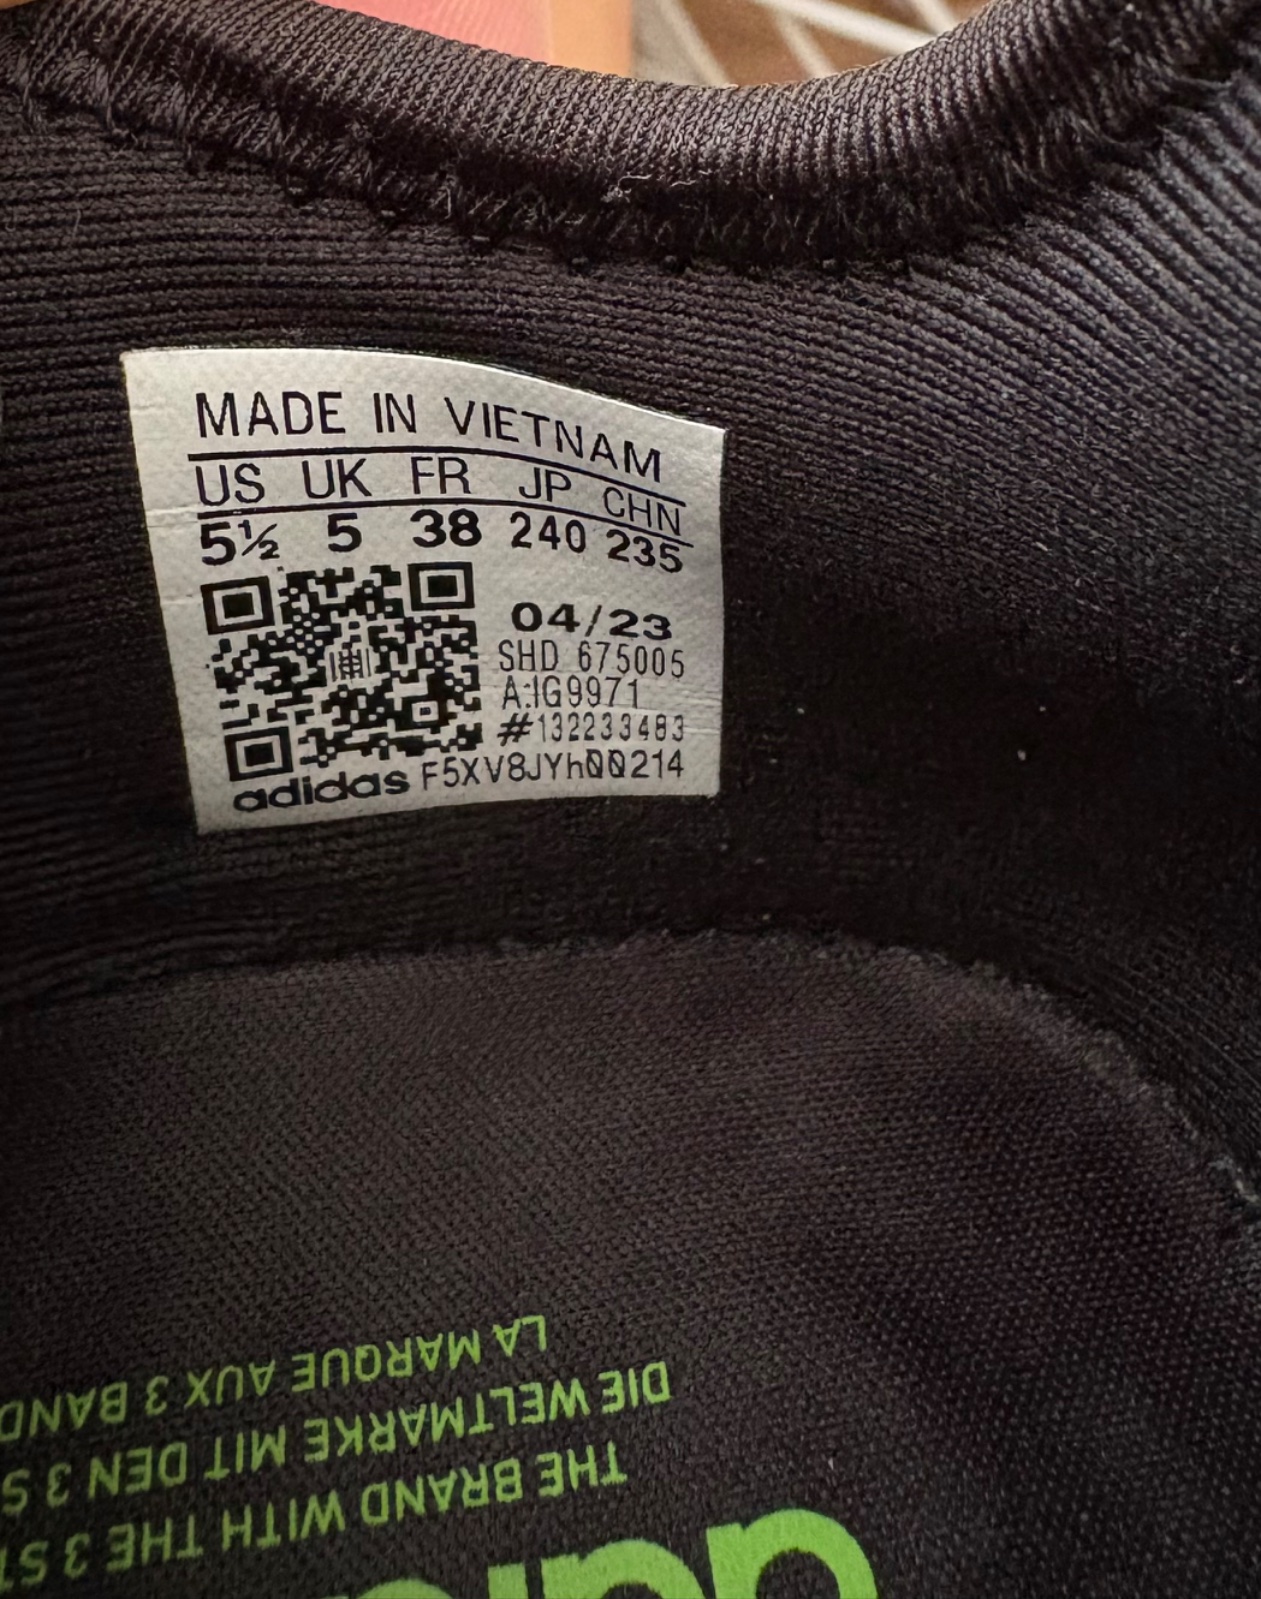 MADE IN VIETNAM
US UK FR JP CHN
5½ 5 38 240 235
04/23
SHD 675005
A:IG9971
#132233483
adidas F5XV8JYh00214
LA MARQUE AUX 3 BAND
DIE WELTMARKE MIT DEN 3 S
THE BRAND WITH THE 3 ST